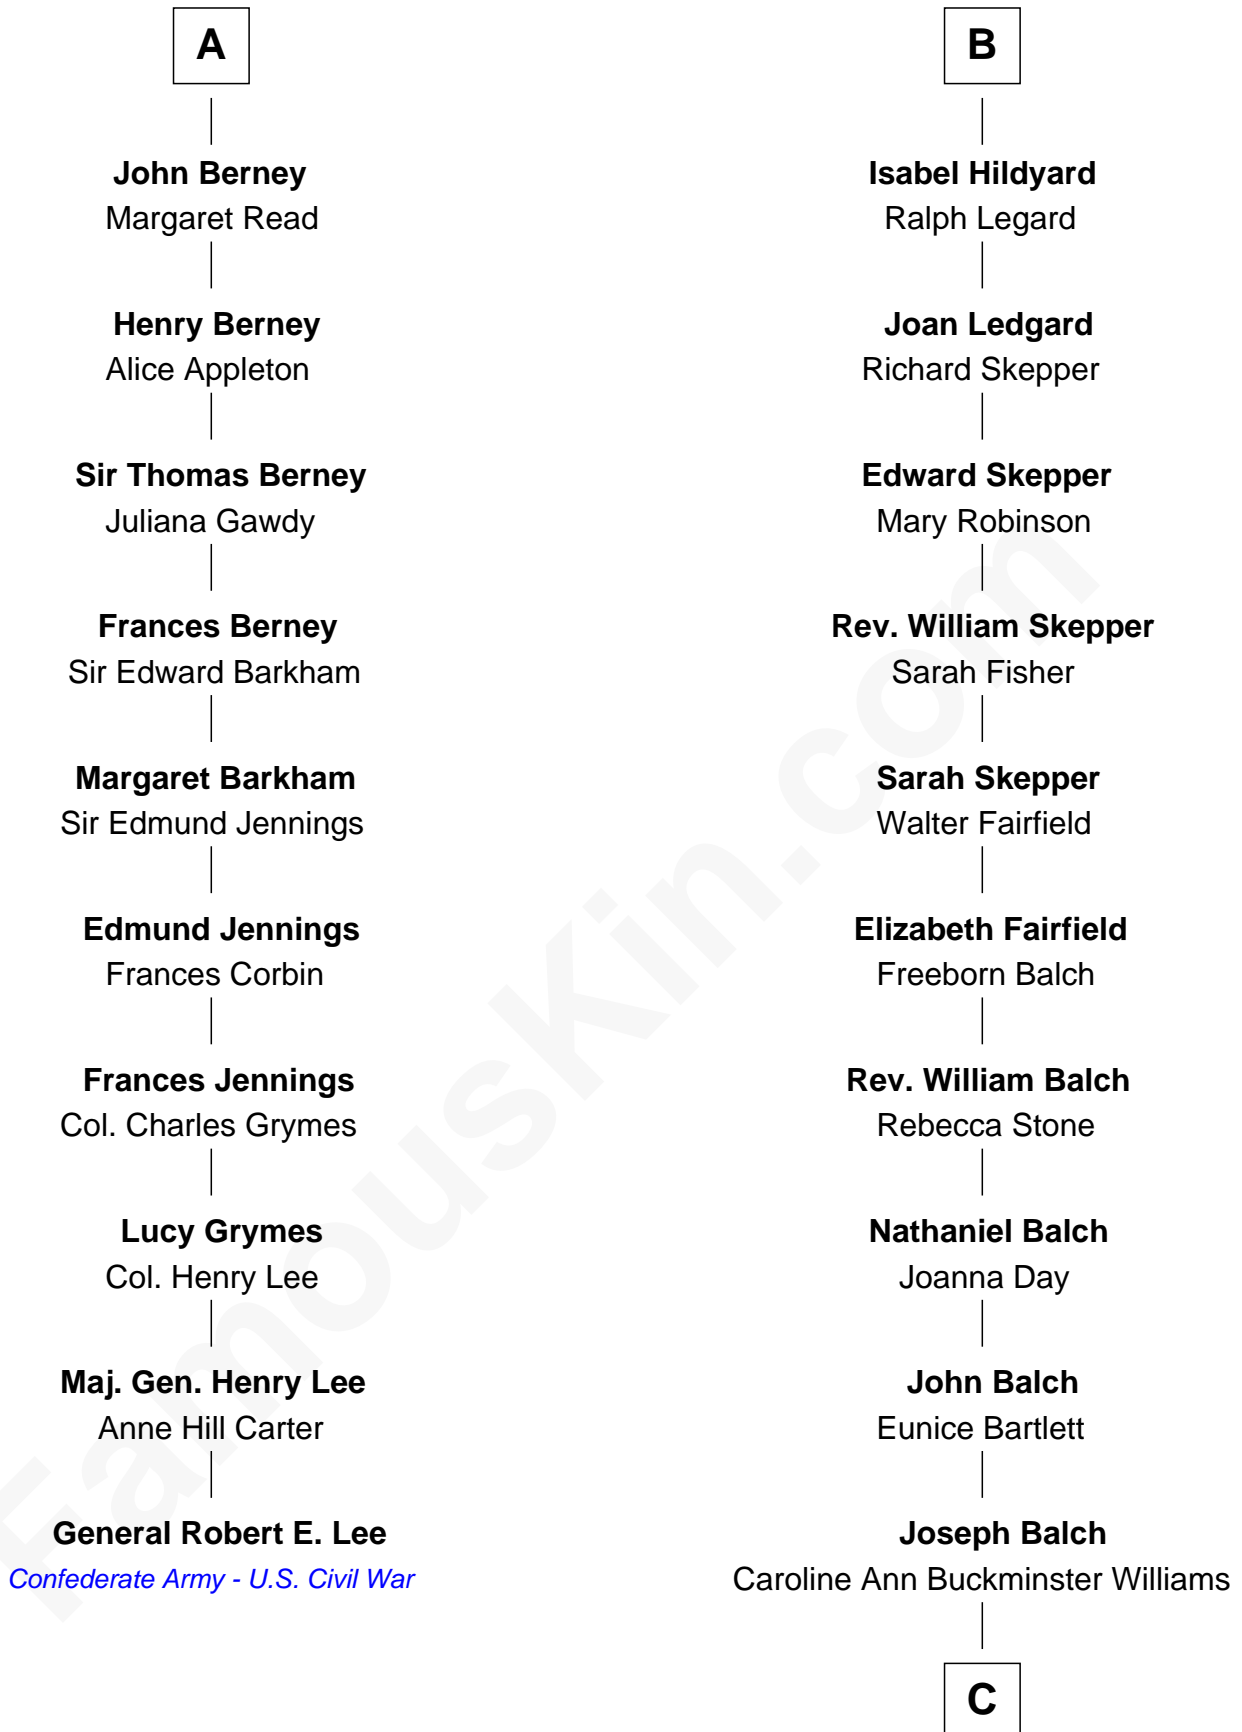 A
John Berney
Margaret Read
Henry Berney
Alice Appleton
Sir Thomas Berney
Juliana Gawdy
Frances Berney
Sir Edward Barkham
Margaret Barkham
Sir Edmund Jennings
Edmund Jennings
Frances Corbin
Frances Jennings
Col. Charles Grymes
Lucy Grymes
Col. Henry Lee
Maj. Gen. Henry Lee
Anne Hill Carter
General Robert E. Lee
Confederate Army - U.S. Civil War
B
Isabel Hildyard
Ralph Legard
Joan Ledgard
Richard Skepper
Edward Skepper
Mary Robinson
Rev. William Skepper
Sarah Fisher
Sarah Skepper
Walter Fairfield
Elizabeth Fairfield
Freeborn Balch
Rev. William Balch
Rebecca Stone
Nathaniel Balch
Joanna Day
John Balch
Eunice Bartlett
Joseph Balch
Caroline Ann Buckminster Williams
C
FamousKin.com